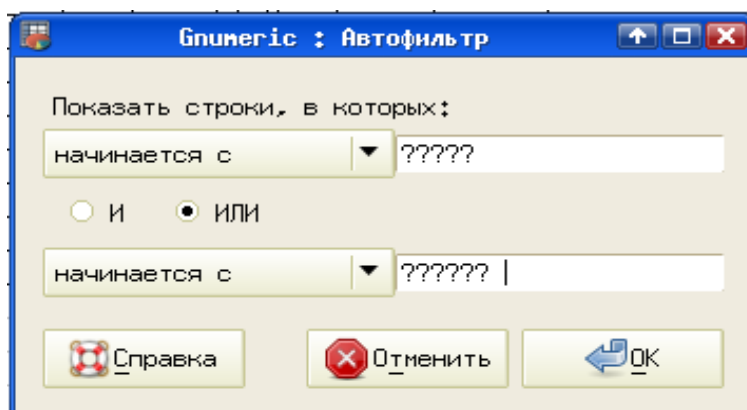 Gnumeric : Автофильтр
Показать строки, в которых:
начинается с ?????
И ИЛИ
начинается с ??????
Справка Отменить OK